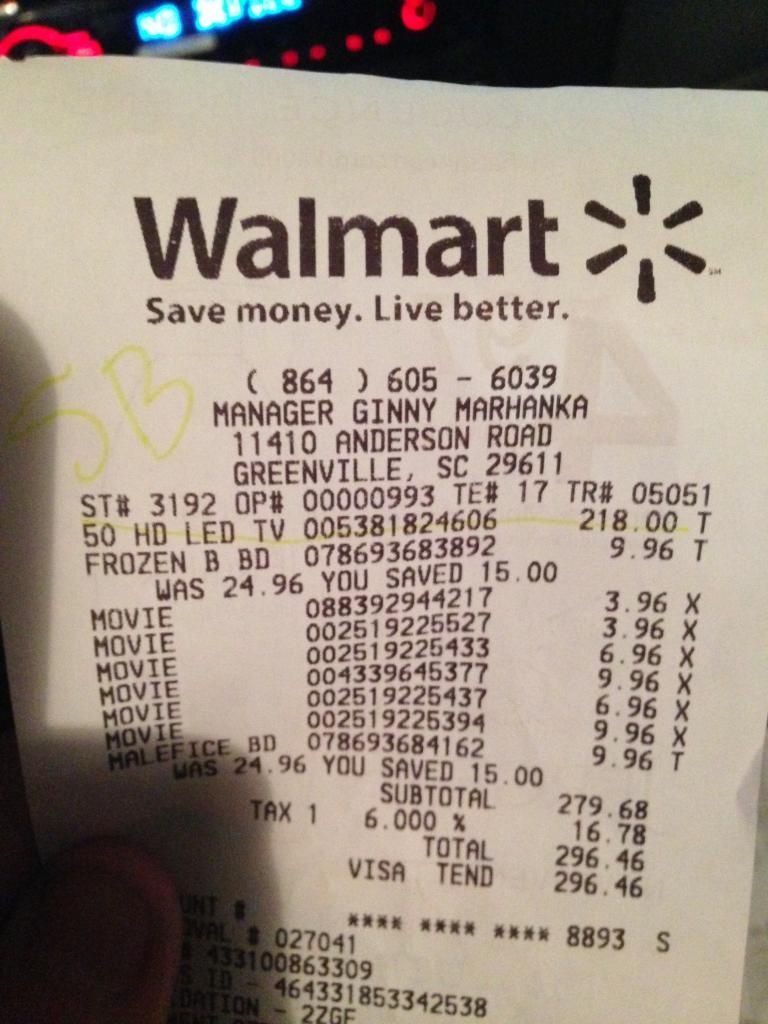 Walmart
Save money. Live better.
SB
( 864 ) 605 - 6039
MANAGER GINNY MARHANKA
11410 ANDERSON ROAD
GREENVILLE, SC 29611
ST# 3192 OP# 00000993 TE# 17 TR# 05051
50 HD LED TV 005381824606 218.00 T
FROZEN B BD 078693683892 9.96 T
WAS 24.96 YOU SAVED 15.00
MOVIE 088392944217 3.96 X
MOVIE 002519225527 3.96 X
MOVIE 002519225433 6.96 X
MOVIE 004339645377 9.96 X
MOVIE 002519225437 6.96 X
MOVIE 002519225394 9.96 X
MALEFICE BD 078693684162 9.96 T
WAS 24.96 YOU SAVED 15.00
SUBTOTAL 279.68
TAX 1 6.000 % 16.78
TOTAL 296.46
VISA TEND 296.46
UNT # **** **** **** 8893 S
OVAL # 027041
# 433100863309
S ID - 464331853342538
DATION - 2ZGF